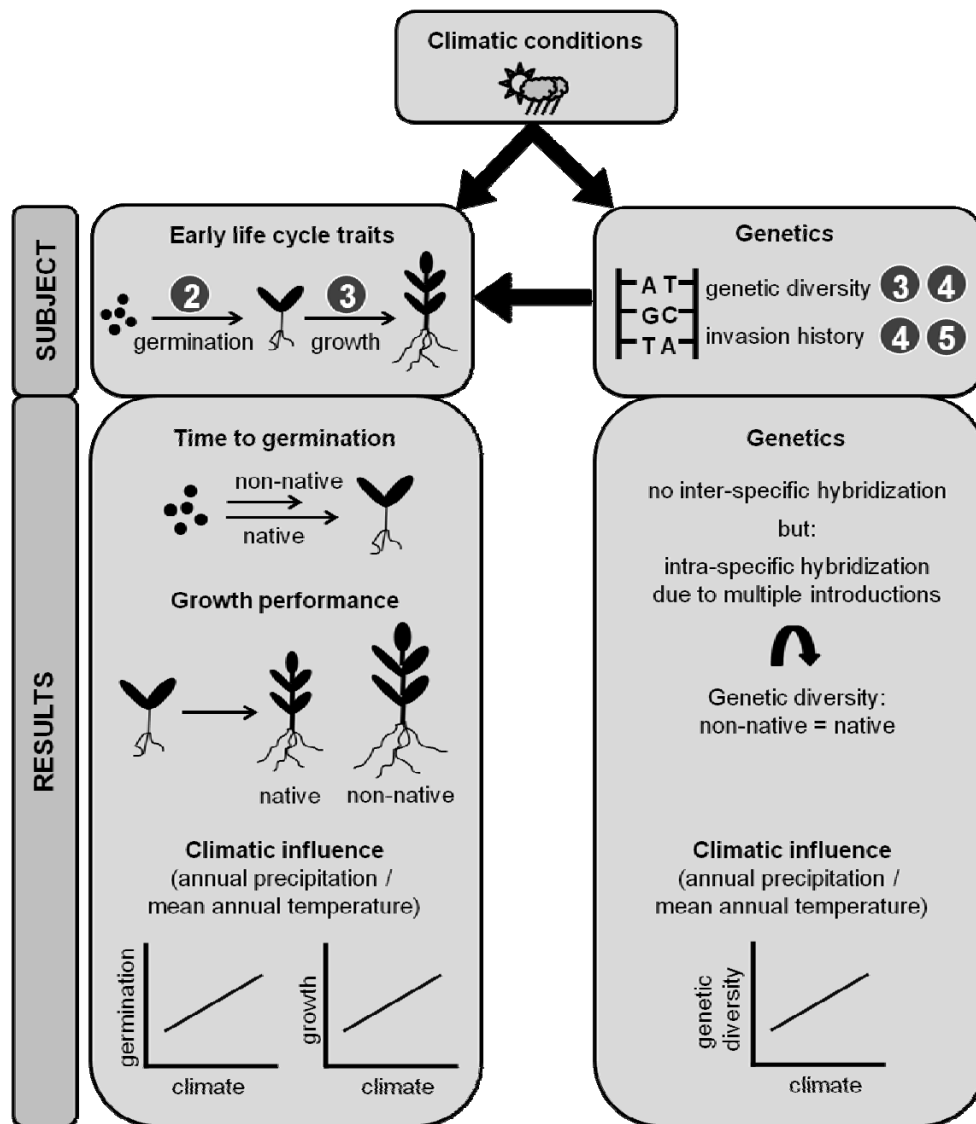 Climatic conditions
SUBJECT
Early life cycle traits
2
3
germination
growth
Genetics
A T
G C
T A
genetic diversity 3 4
invasion history 4 5
RESULTS
Time to germination
non-native
native
Growth performance
native
non-native
Climatic influence
(annual precipitation /
mean annual temperature)
germination
climate
growth
climate
Genetics
no inter-specific hybridization
but:
intra-specific hybridization
due to multiple introductions
Genetic diversity:
non-native = native
Climatic influence
(annual precipitation /
mean annual temperature)
genetic
diversity
climate